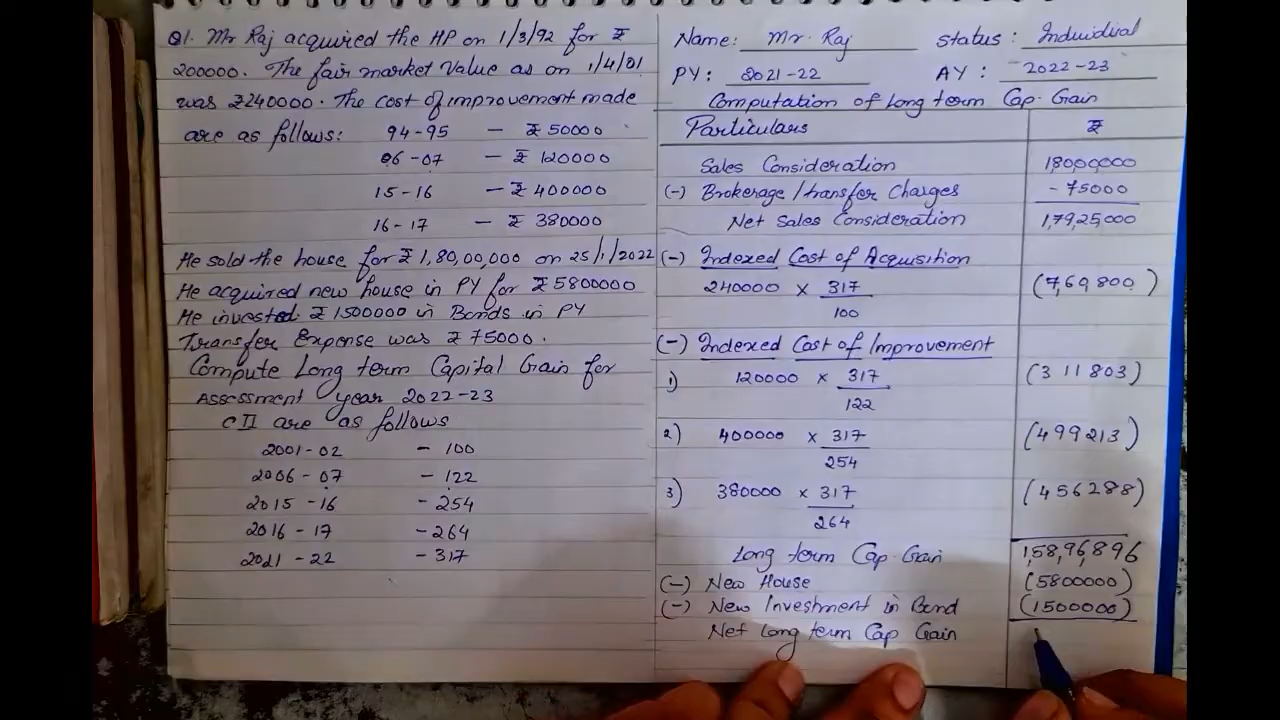 Q1. Mr Raj acquired the HP on 1/3/92 for ₹
200000. The fair market value as on 1/4/01
was ₹240000. The cost of improvement made
are as follows: 94-95 - ₹ 50000
06-07 - ₹ 120000
15-16 - ₹ 400000
16-17 - ₹ 380000
He sold the house for ₹ 1,80,00,000 on 25/1/2022
He acquired new house in PY for ₹ 5800000
He invested ₹ 1500000 in Bonds in PY
Transfer Expense was ₹ 75000.
Compute Long term Capital Gain for
Assessment year 2022-23
CII are as follows
2001-02 - 100
2006-07 - 122
2015-16 - 254
2016-17 - 264
2021-22 - 317
Name: Mr. Raj Status: Individual
PY: 2021-22 AY: 2022-23
Computation of Long term Cap. Gain
Particulars ₹
Sales Consideration 18000000
(-) Brokerage/transfer Charges - 75000
Net Sales Consideration 1,79,25,000
(-) Indexed Cost of Acquisition
240000 × 317 (7,60,800)
100
(-) Indexed Cost of Improvement
1) 120000 × 317 (311803)
122
2) 400000 × 317 (499213)
254
3) 380000 × 317 (456288)
264
Long term Cap. Gain 1,58,96,896
(-) New House (5800000)
(-) New Investment in Bond (1500000)
Net Long term Cap Gain